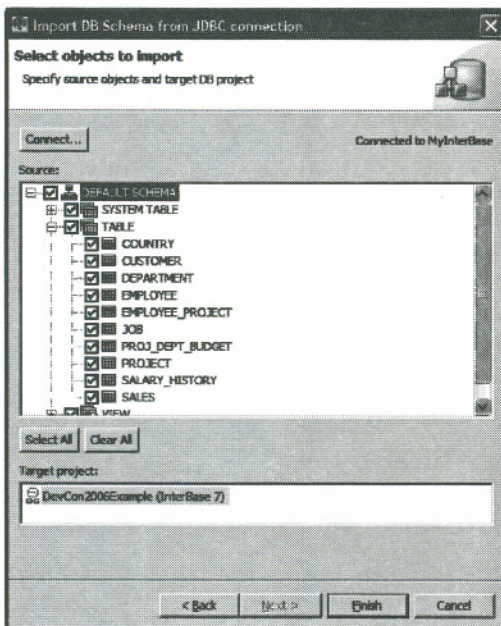 Import DB Schema from JDBC connection
Select objects to import
Specify source objects and target DB project
Connect...
Connected to MyInterBase
Source:
DEFAULT SCHEMA
SYSTEM TABLE
TABLE
COUNTRY
CUSTOMER
DEPARTMENT
EMPLOYEE
EMPLOYEE_PROJECT
JOB
PROJ_DEPT_BUDGET
PROJECT
SALARY_HISTORY
SALES
VIEW
Select All Clear All
Target project:
DevCon2006Example (InterBase 7)
< Back Next > Finish Cancel